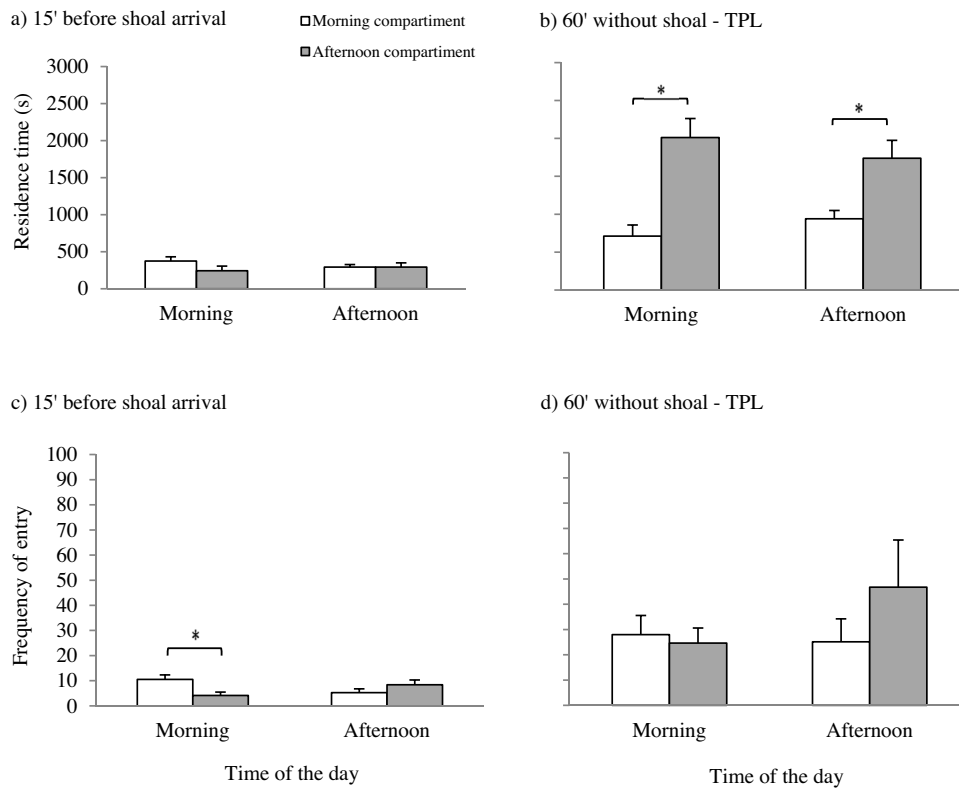 a) 15' before shoal arrival
Morning compartiment
Afternoon compartiment
b) 60' without shoal - TPL
Residence time (s)
3000
2500
2000
1500
1000
500
0
*
*
Morning
Afternoon
Morning
Afternoon
c) 15' before shoal arrival
d) 60' without shoal - TPL
Frequency of entry
100
90
80
70
60
50
40
30
20
10
0
*
Morning
Afternoon
Morning
Afternoon
Time of the day
Time of the day